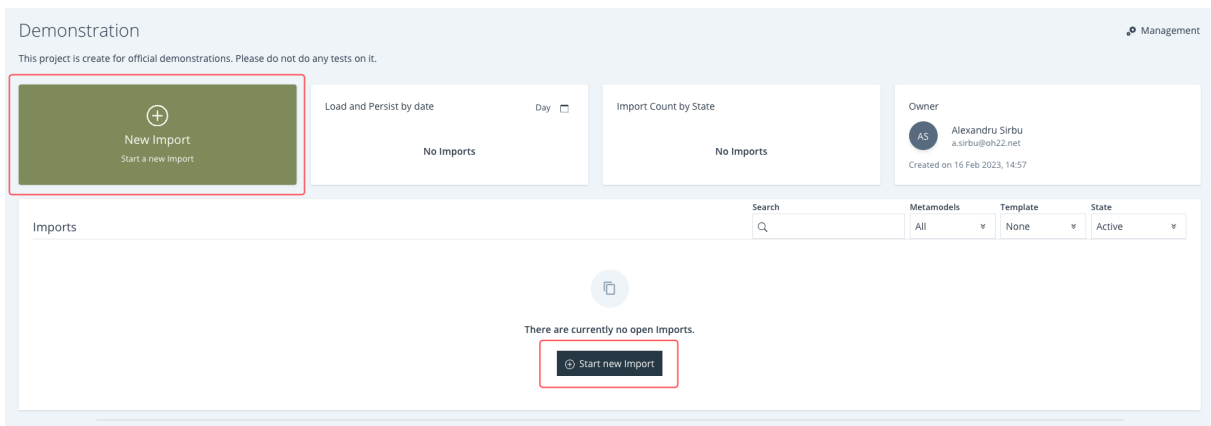 Demonstration
Management
This project is create for official demonstrations. Please do not do any tests on it.
New Import
Start a new Import
Load and Persist by date
Day
No Imports
Import Count by State
No Imports
Owner
AS
Alexandru Sirbu
a.sirbu@oh22.net
Created on 16 Feb 2023, 14:57
Imports
Search
Metamodels
All
Template
None
State
Active
There are currently no open Imports.
Start new Import